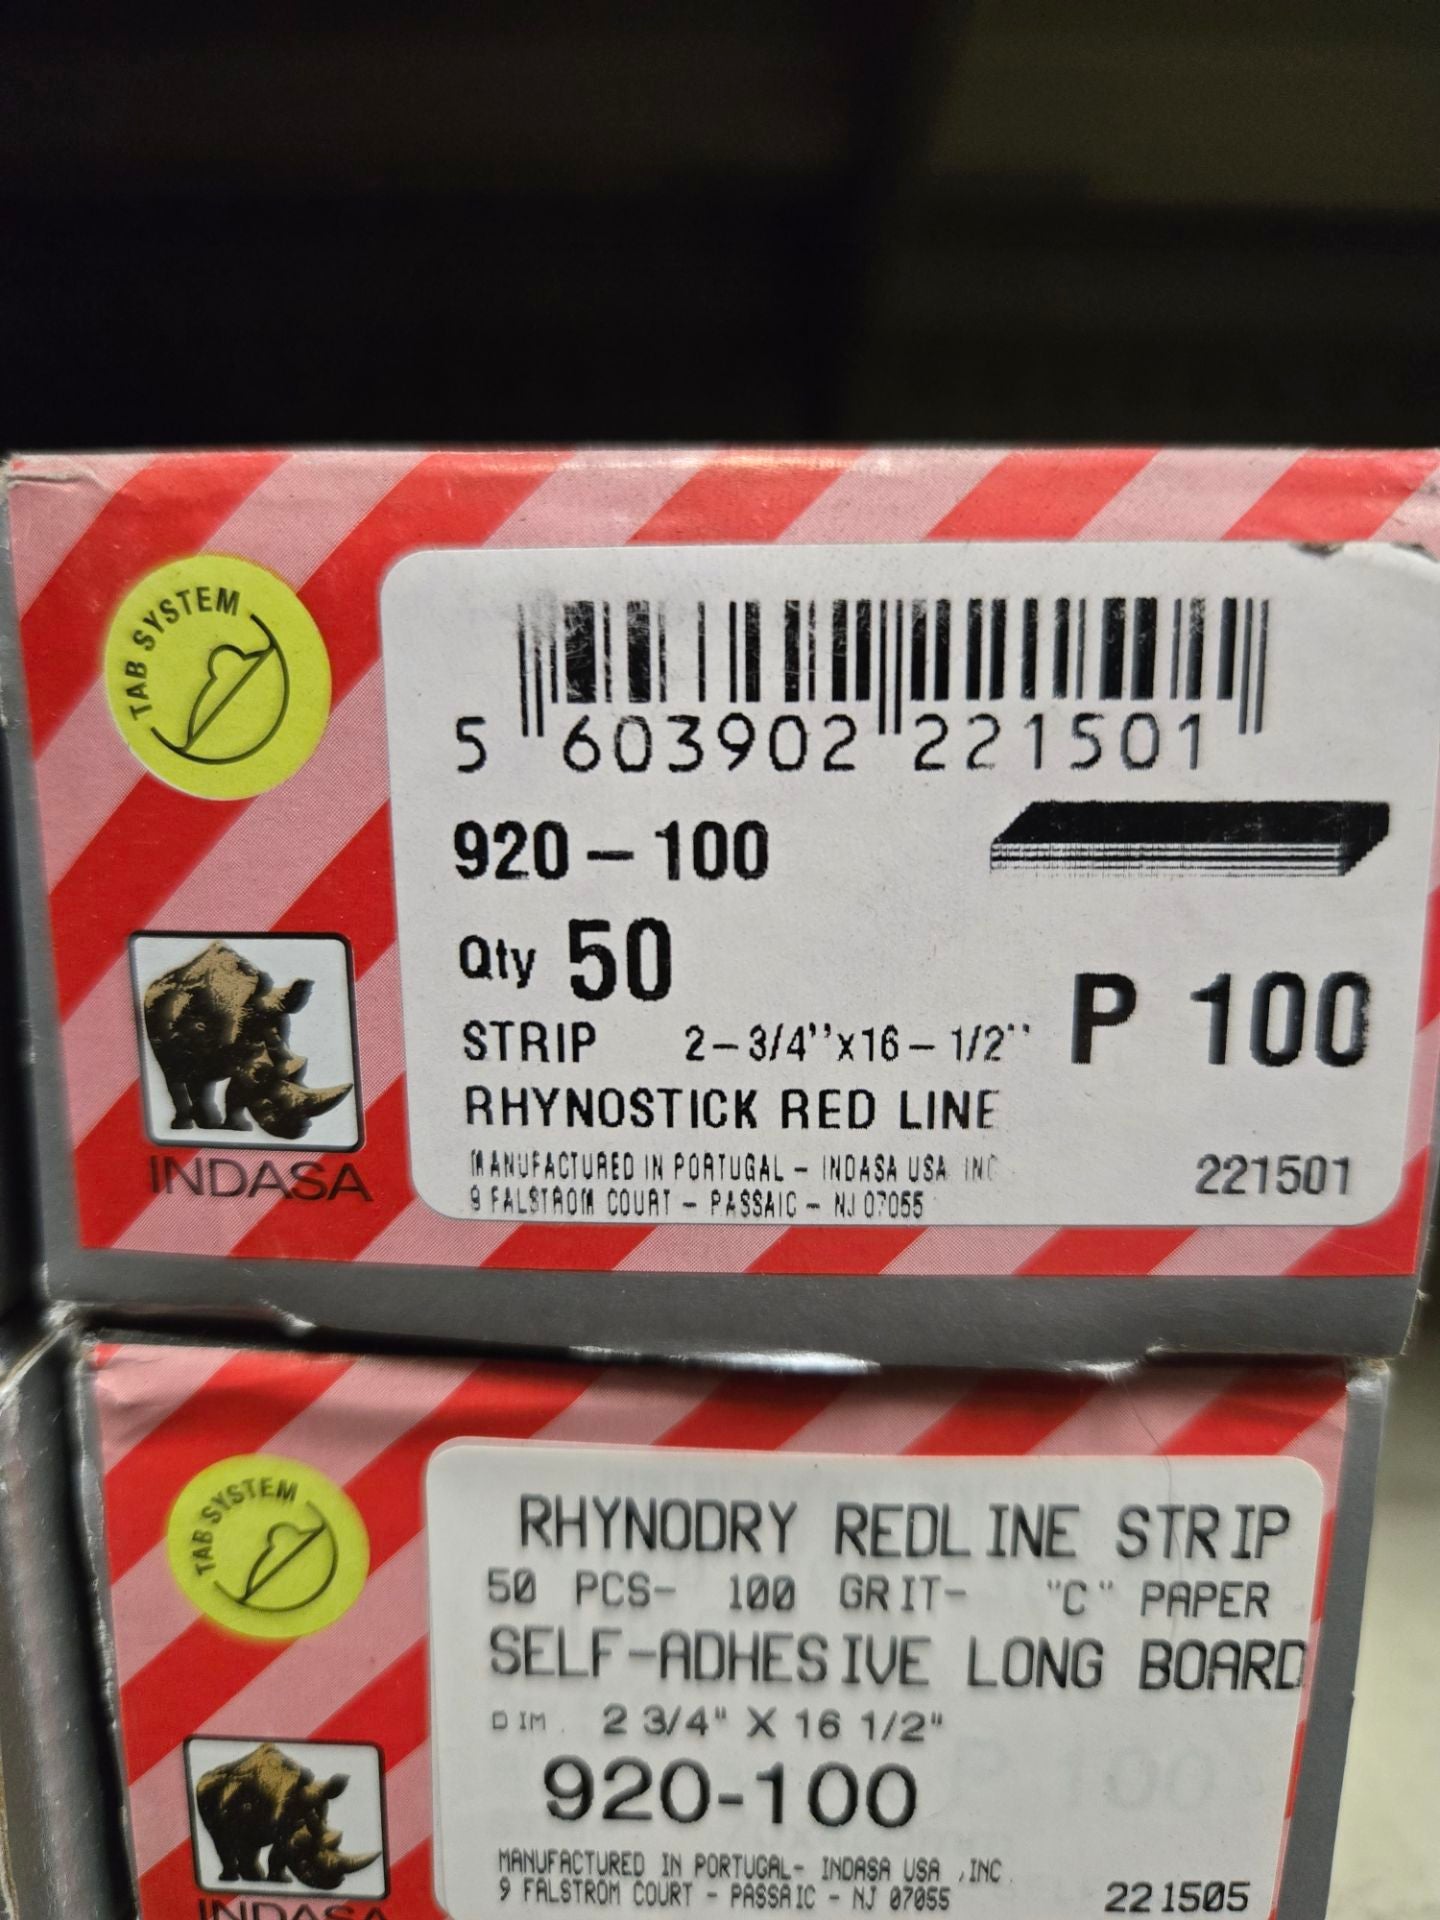 TAB SYSTEM
5 603902 221501
920-100
Qty 50
STRIP 2-3/4"x16-1/2" P 100
RHYNOSTICK RED LINE
MANUFACTURED IN PORTUGAL - INDASA USA INC
9 FALSTROM COURT - PASSAIC - NJ 07055
221501
INDASA
TAB SYSTEM
RHYNODRY REDLINE STRIP
50 PCS- 100 GRIT- "C" PAPER
SELF-ADHESIVE LONG BOARD
DIM. 2 3/4" X 16 1/2"
920-100
MANUFACTURED IN PORTUGAL- INDASA USA ,INC.
9 FALSTROM COURT - PASSAIC - NJ 07055
221505
INDASA